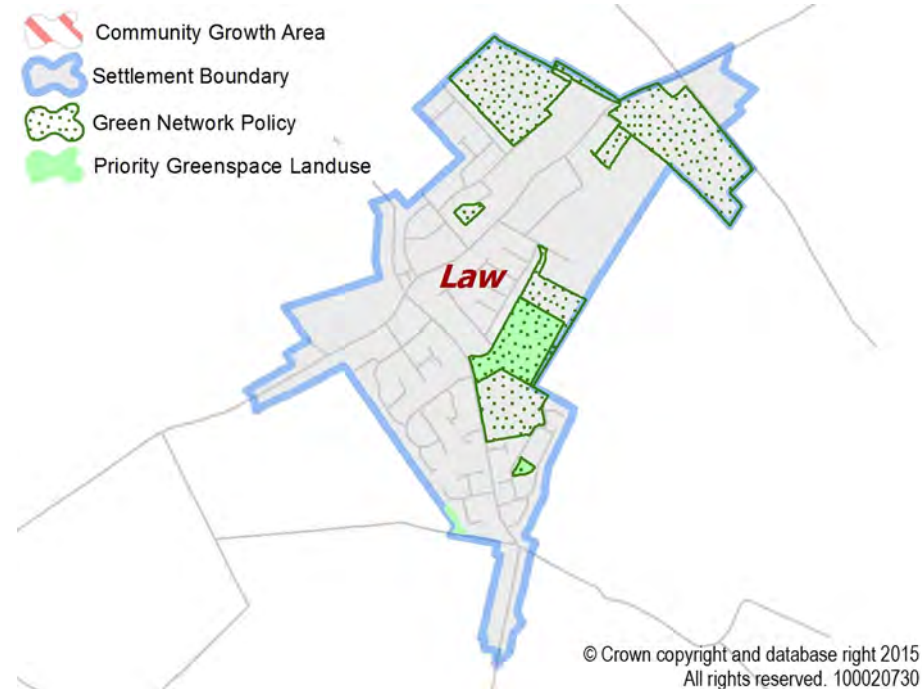 Community Growth Area
Settlement Boundary
Green Network Policy
Priority Greenspace Landuse
Law
© Crown copyright and database right 2015
All rights reserved. 100020730